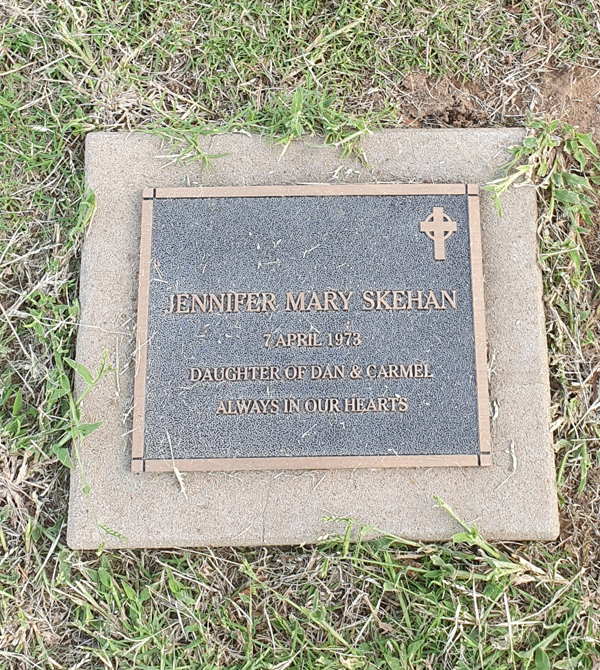 JENNIFER MARY SKEHAN
7 APRIL 1973
DAUGHTER OF DAN & CARMEL
ALWAYS IN OUR HEARTS